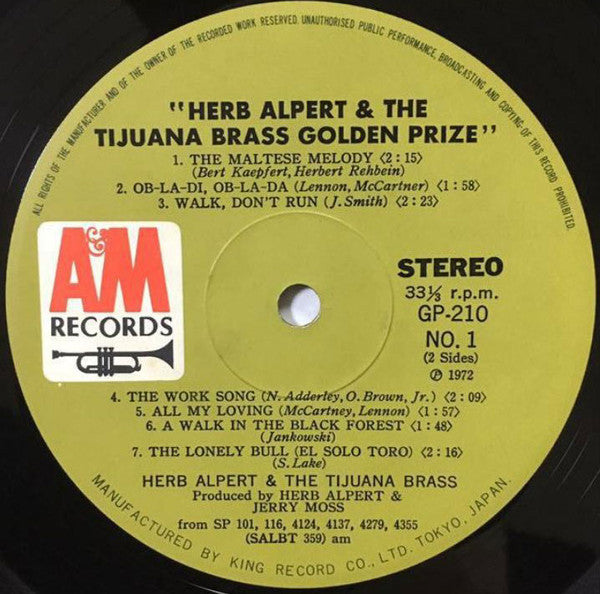 ALL RIGHTS OF THE MANUFACTURER AND OF THE OWNER OF THE RECORDED WORK RESERVED. UNAUTHORISED PUBLIC PERFORMANCE, BROADCASTING AND COPYING OF THIS RECORD PROHIBITED.
"HERB ALPERT & THE
TIJUANA BRASS GOLDEN PRIZE"
1. THE MALTESE MELODY <2:15>
(Bert Kaepfert, Herbert Rehbein)
2. OB-LA-DI, OB-LA-DA (Lennon, McCartner) <1:58>
3. WALK, DON'T RUN (J. Smith) <2:23>
A&M
RECORDS
STEREO
33⅓ r.p.m.
GP-210
NO. 1
(2 Sides)
℗ 1972
4. THE WORK SONG (N. Adderley, O. Brown, Jr.) <2:09>
5. ALL MY LOVING (McCartney, Lennon) <1:57>
6. A WALK IN THE BLACK FOREST <1:48>
(Jankowski)
7. THE LONELY BULL (EL SOLO TORO) <2:16>
(S. Lake)
HERB ALPERT & THE TIJUANA BRASS
Produced by HERB ALPERT &
JERRY MOSS
from SP 101, 116, 4124, 4137, 4279, 4355
(SALBT 359) am
MANUFACTURED BY KING RECORD CO., LTD. TOKYO, JAPAN.